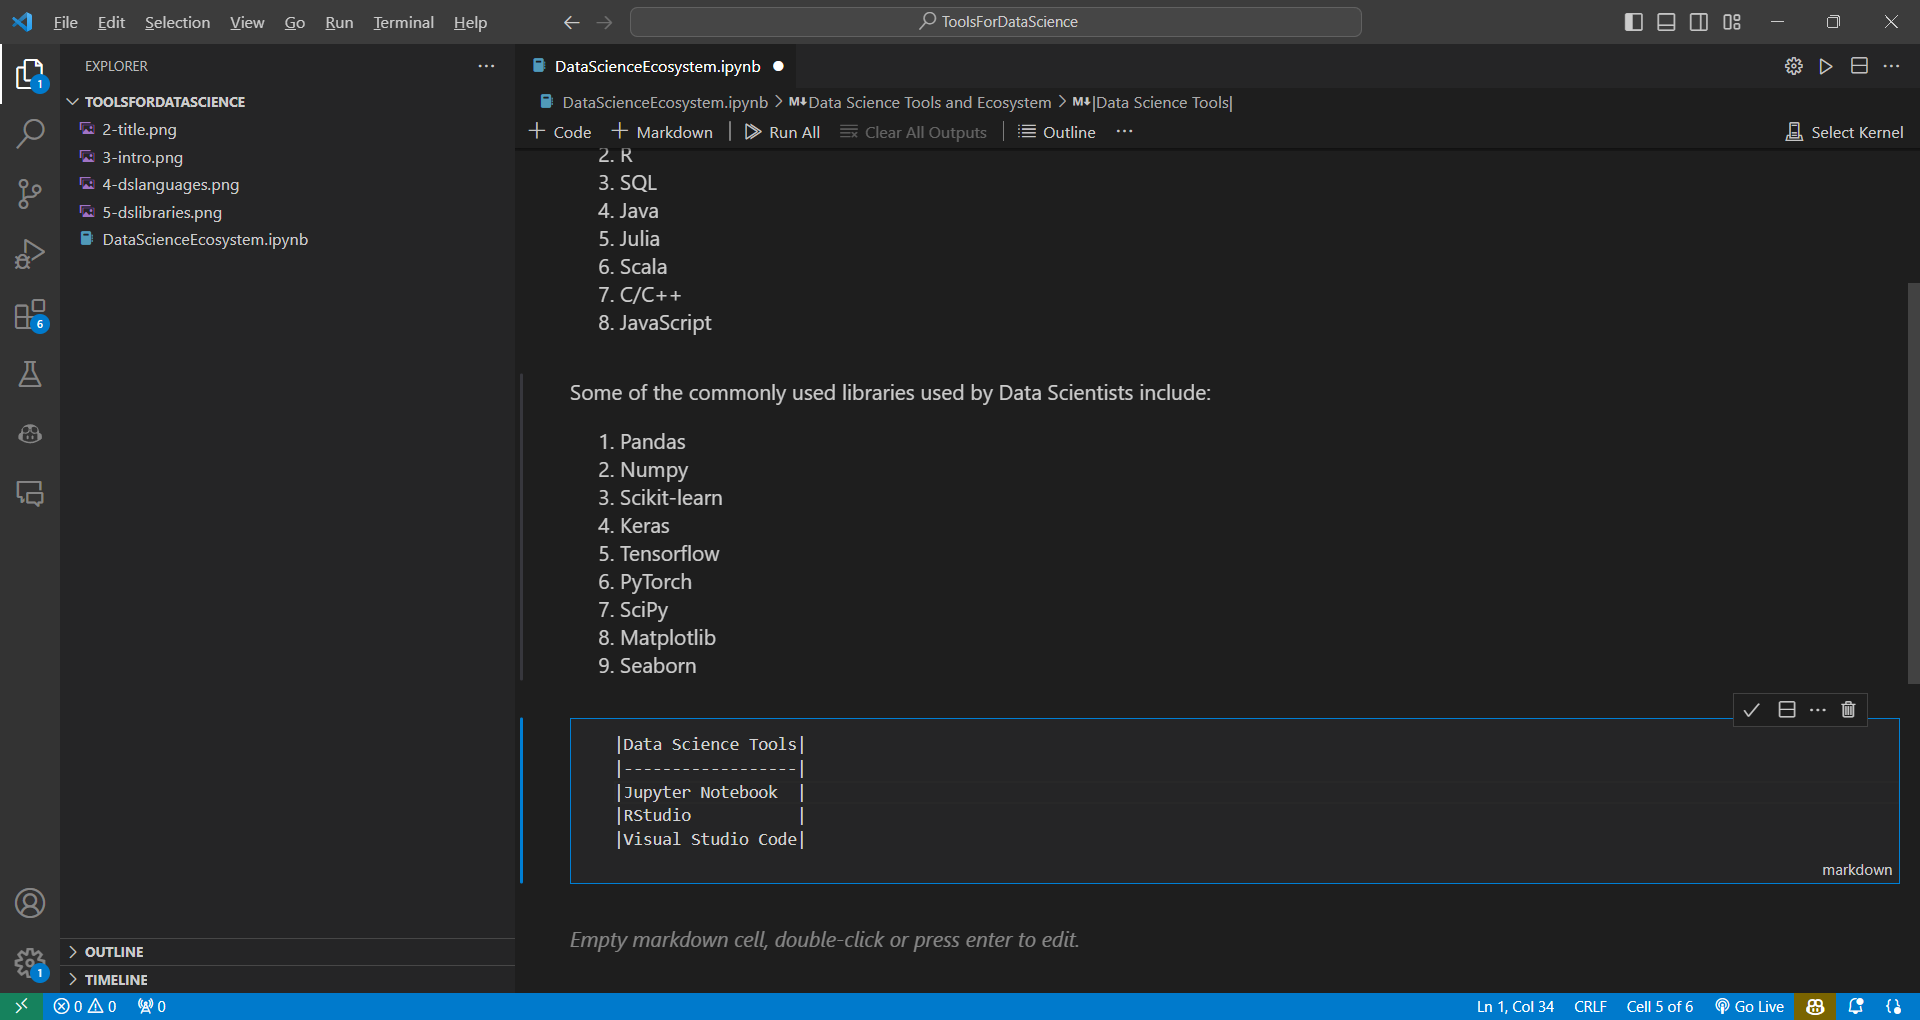 File Edit Selection View Go Run Terminal Help
ToolsForDataScience
EXPLORER
TOOLSFORDATASCIENCE
2-title.png
3-intro.png
4-dslanguages.png
5-dslibraries.png
DataScienceEcosystem.ipynb
OUTLINE
TIMELINE
1
6
1
DataScienceEcosystem.ipynb
DataScienceEcosystem.ipynb > M↓Data Science Tools and Ecosystem > M↓|Data Science Tools|
+ Code + Markdown Run All Clear All Outputs Outline Select Kernel
2. R
3. SQL
4. Java
5. Julia
6. Scala
7. C/C++
8. JavaScript
Some of the commonly used libraries used by Data Scientists include:
1. Pandas
2. Numpy
3. Scikit-learn
4. Keras
5. Tensorflow
6. PyTorch
7. SciPy
8. Matplotlib
9. Seaborn
|Data Science Tools|
|------------------|
|Jupyter Notebook  |
|RStudio           |
|Visual Studio Code|
markdown
Empty markdown cell, double-click or press enter to edit.
0 0 0 Ln 1, Col 34 CRLF Cell 5 of 6 Go Live